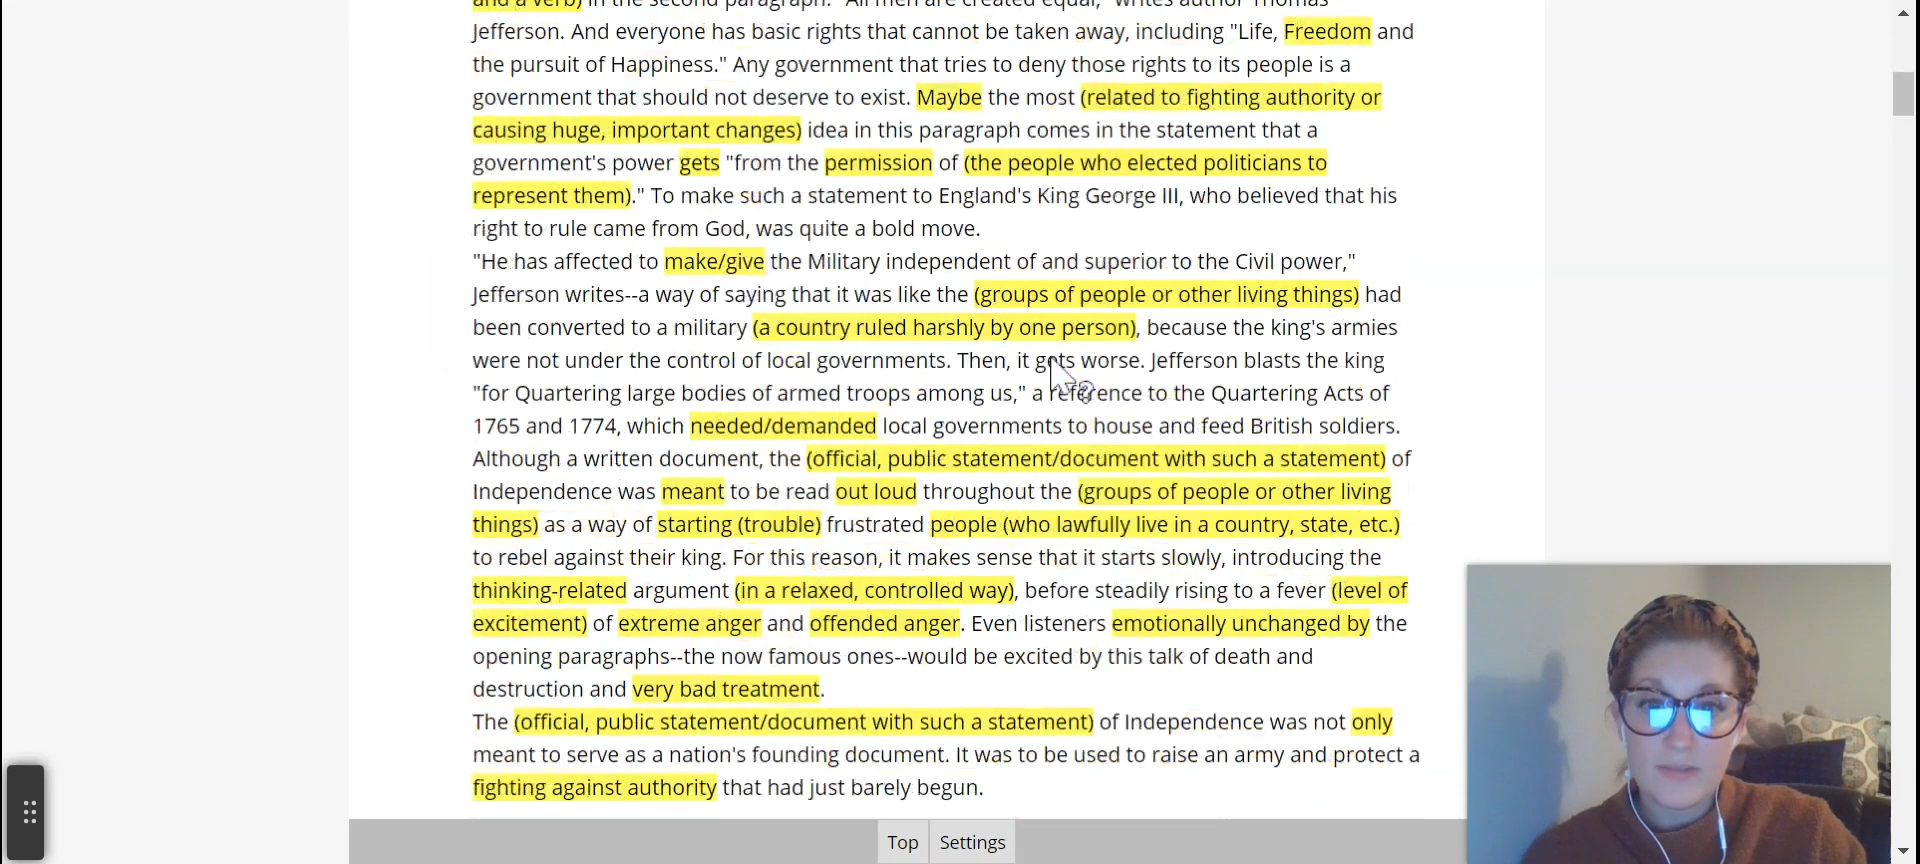 and a verb) in the second paragraph. "All men are created equal," writes author Thomas
Jefferson. And everyone has basic rights that cannot be taken away, including "Life, Freedom and
the pursuit of Happiness." Any government that tries to deny those rights to its people is a
government that should not deserve to exist. Maybe the most (related to fighting authority or
causing huge, important changes) idea in this paragraph comes in the statement that a
government's power gets "from the permission of (the people who elected politicians to
represent them)." To make such a statement to England's King George III, who believed that his
right to rule came from God, was quite a bold move.
"He has affected to make/give the Military independent of and superior to the Civil power,"
Jefferson writes--a way of saying that it was like the (groups of people or other living things) had
been converted to a military (a country ruled harshly by one person), because the king's armies
were not under the control of local governments. Then, it gets worse. Jefferson blasts the king
"for Quartering large bodies of armed troops among us," a reference to the Quartering Acts of
1765 and 1774, which needed/demanded local governments to house and feed British soldiers.
Although a written document, the (official, public statement/document with such a statement) of
Independence was meant to be read out loud throughout the (groups of people or other living
things) as a way of starting (trouble) frustrated people (who lawfully live in a country, state, etc.)
to rebel against their king. For this reason, it makes sense that it starts slowly, introducing the
thinking-related argument (in a relaxed, controlled way), before steadily rising to a fever (level of
excitement) of extreme anger and offended anger. Even listeners emotionally unchanged by the
opening paragraphs--the now famous ones--would be excited by this talk of death and
destruction and very bad treatment.
The (official, public statement/document with such a statement) of Independence was not only
meant to serve as a nation's founding document. It was to be used to raise an army and protect a
fighting against authority that had just barely begun.
Top Settings